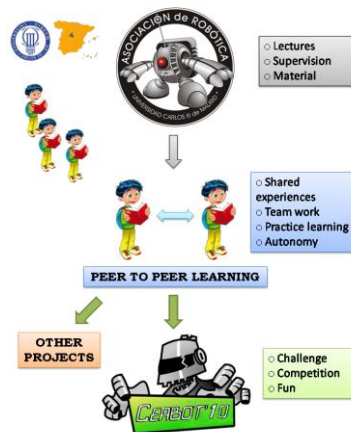 ASOCIACIÓN de ROBÓTICA
UNIVERSIDAD CARLOS III de MADRID
○ Lectures
○ Supervision
○ Material
○ Shared
experiences
○ Team work
○ Practice learning
○ Autonomy
PEER TO PEER LEARNING
OTHER
PROJECTS
CEABOT'10
○ Challenge
○ Competition
○ Fun